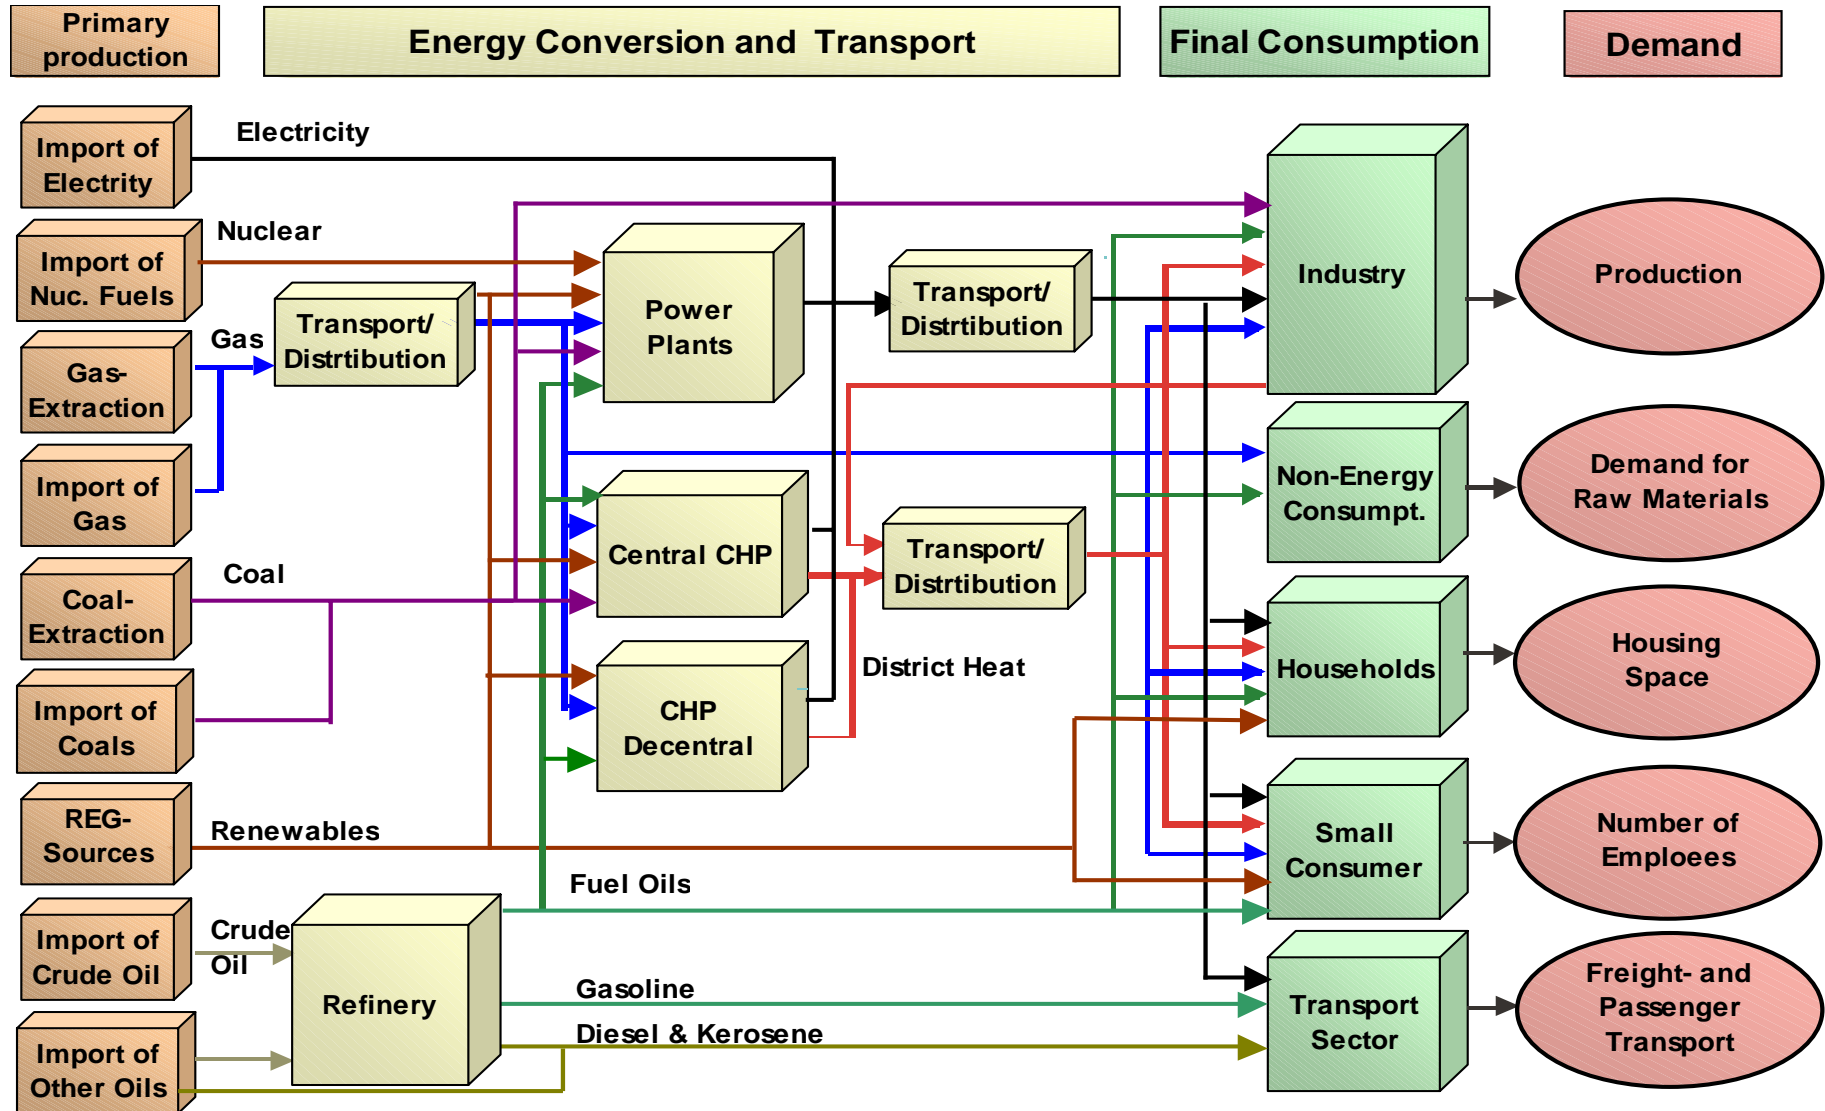 Primary
production
Energy Conversion and Transport
Final Consumption
Demand
Import of
Electrity
Electricity
Import of
Nuc. Fuels
Nuclear
Gas-
Extraction
Gas
Import of
Gas
Transport/
Distrtibution
Coal-
Extraction
Coal
Import of
Coals
REG-
Sources
Renewables
Import of
Crude Oil
Crude
Oil
Import of
Other Oils
Refinery
Fuel Oils
Gasoline
Diesel & Kerosene
Power
Plants
Central CHP
CHP
Decentral
Transport/
Distrtibution
Transport/
Distrtibution
District Heat
Industry
Non-Energy
Consumpt.
Households
Small
Consumer
Transport
Sector
Production
Demand for
Raw Materials
Housing
Space
Number of
Emploees
Freight- and
Passenger
Transport